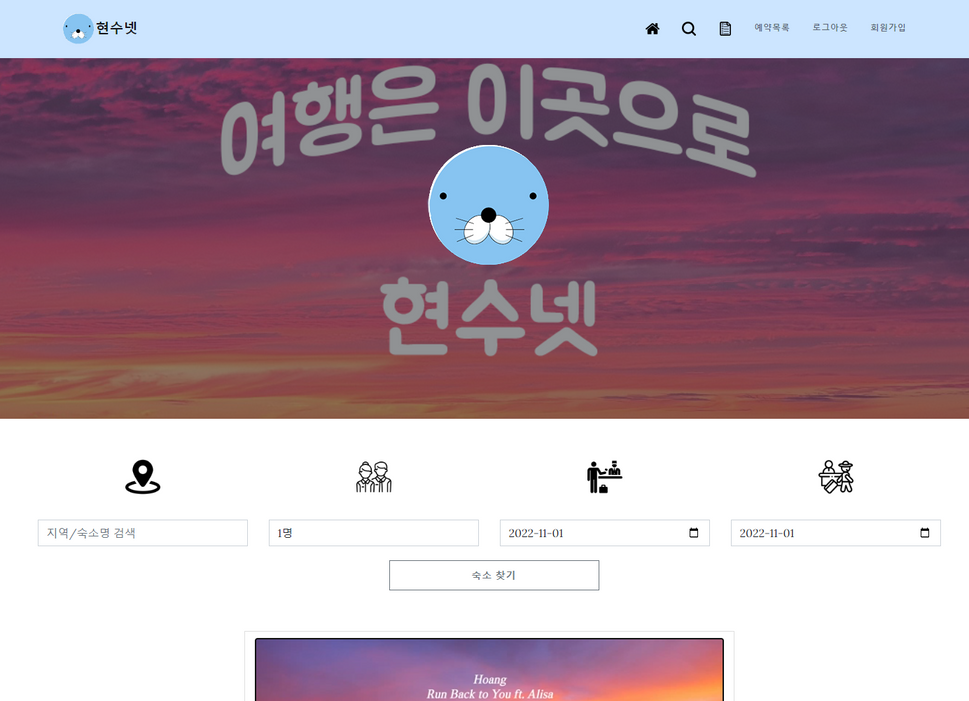 현수넷
예약목록
로그아웃
회원가입
여행은 이곳으로
현수넷
지역/숙소명 검색
1명
2022-11-01
2022-11-01
숙소 찾기
Hoang
Run Back to You ft. Alisa